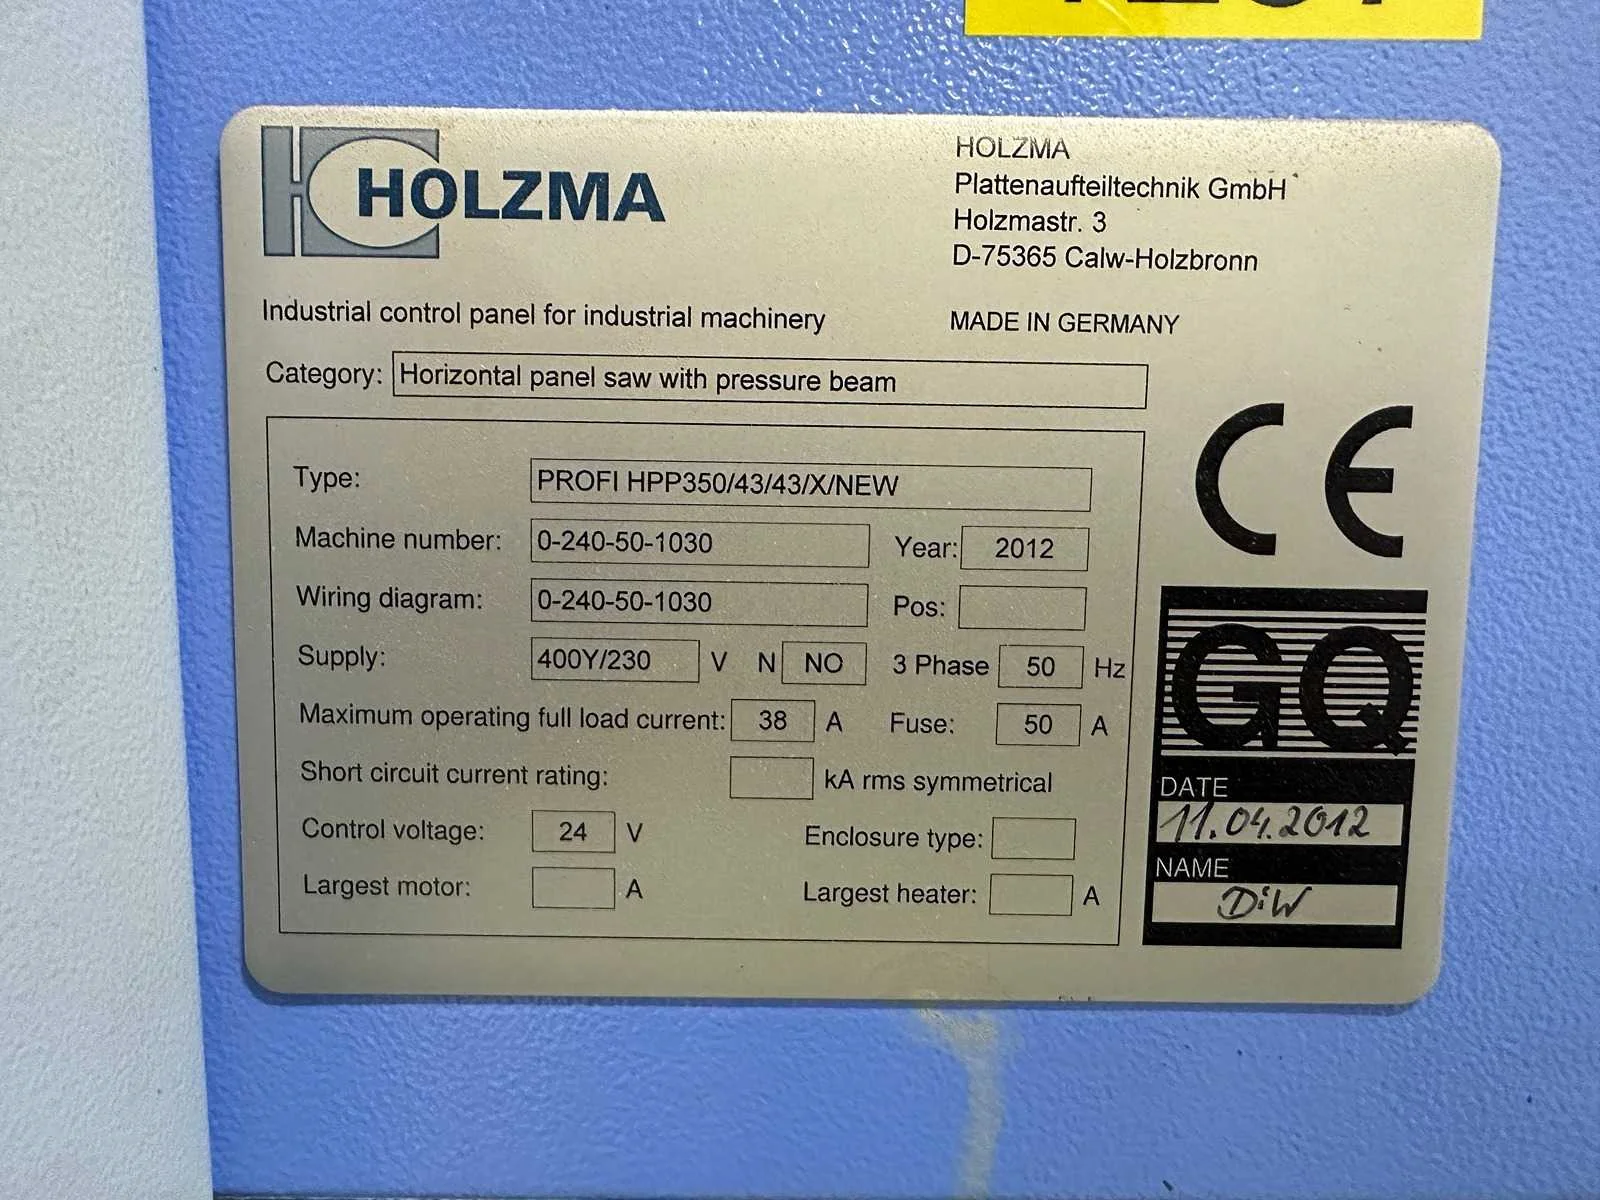 HOLZMA
HOLZMA
Plattenaufteiltechnik GmbH
Holzmastr. 3
D-75365 Calw-Holzbronn
Industrial control panel for industrial machinery
MADE IN GERMANY
Category: Horizontal panel saw with pressure beam
CE
Type: PROFI HPP350/43/43/X/NEW
Machine number: 0-240-50-1030 Year: 2012
Wiring diagram: 0-240-50-1030 Pos:
Supply: 400Y/230 V N NO 3 Phase 50 Hz
Maximum operating full load current: 38 A Fuse: 50 A
Short circuit current rating: kA rms symmetrical
Control voltage: 24 V Enclosure type:
Largest motor: A Largest heater: A
GQ
DATE
11.04.2012
NAME
DiW